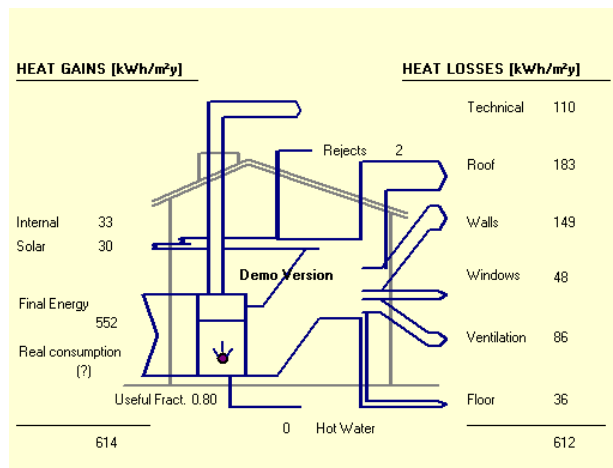 HEAT GAINS [kWh/m²y]
HEAT LOSSES [kWh/m²y]
Technical 110
Rejects 2
Roof 183
Internal 33
Walls 149
Solar 30
Demo Version
Windows 48
Final Energy
552
Ventilation 86
Real consumption
(?)
Useful Fract. 0.80
Floor 36
0 Hot Water
614
612